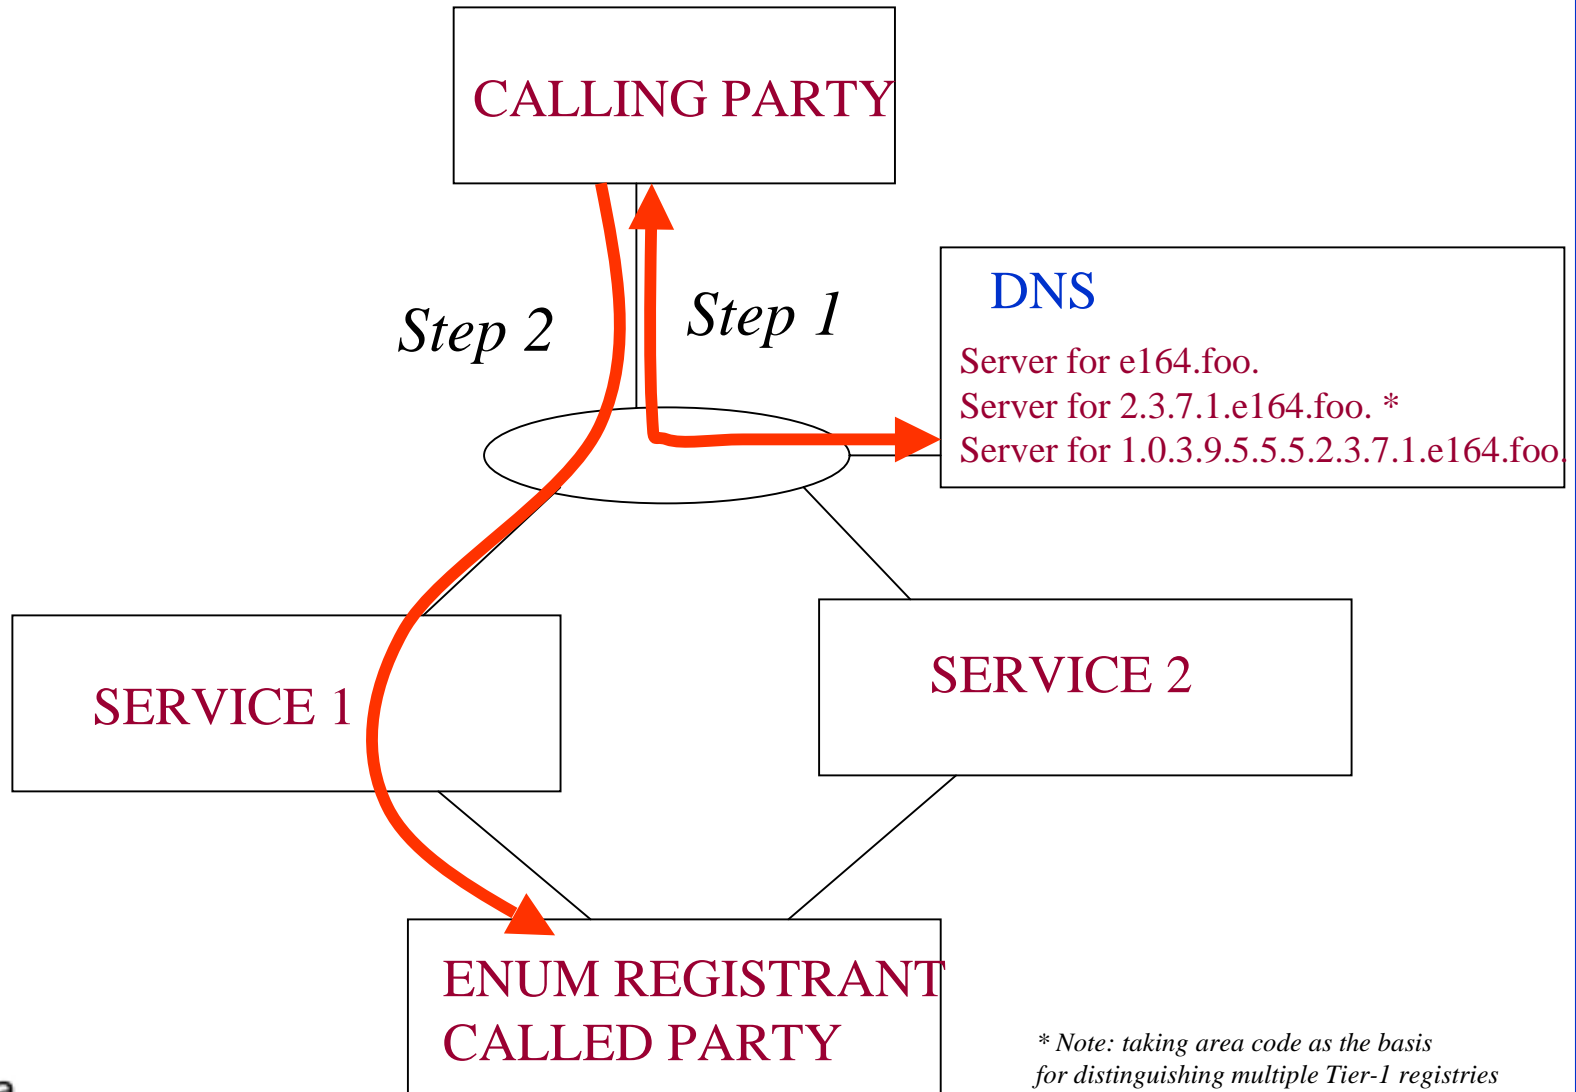 CALLING PARTY
Step 2
Step 1
DNS
Server for e164.foo.
Server for 2.3.7.1.e164.foo. *
Server for 1.0.3.9.5.5.5.2.3.7.1.e164.foo.
SERVICE 1
SERVICE 2
ENUM REGISTRANT
CALLED PARTY
* Note: taking area code as the basis
for distinguishing multiple Tier-1 registries